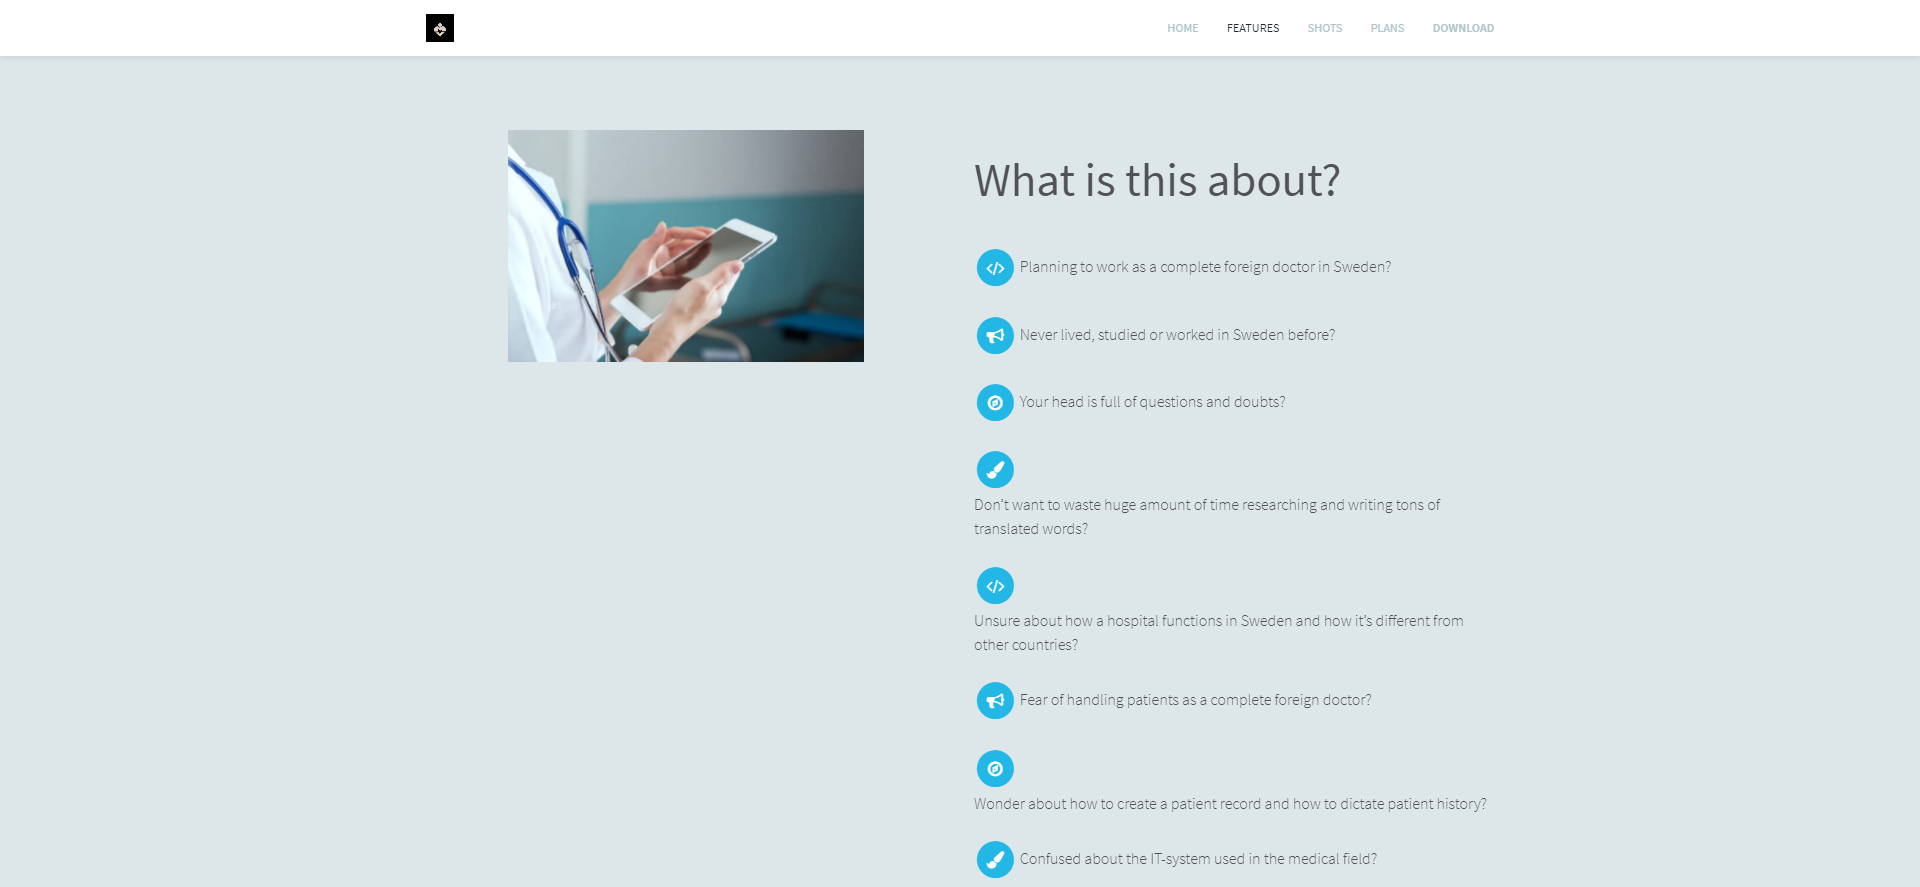 HOME
FEATURES
SHOTS
PLANS
DOWNLOAD
What is this about?
Planning to work as a complete foreign doctor in Sweden?
Never lived, studied or worked in Sweden before?
Your head is full of questions and doubts?
Don't want to waste huge amount of time researching and writing tons of
translated words?
Unsure about how a hospital functions in Sweden and how it's different from
other countries?
Fear of handling patients as a complete foreign doctor?
Wonder about how to create a patient record and how to dictate patient history?
Confused about the IT-system used in the medical field?